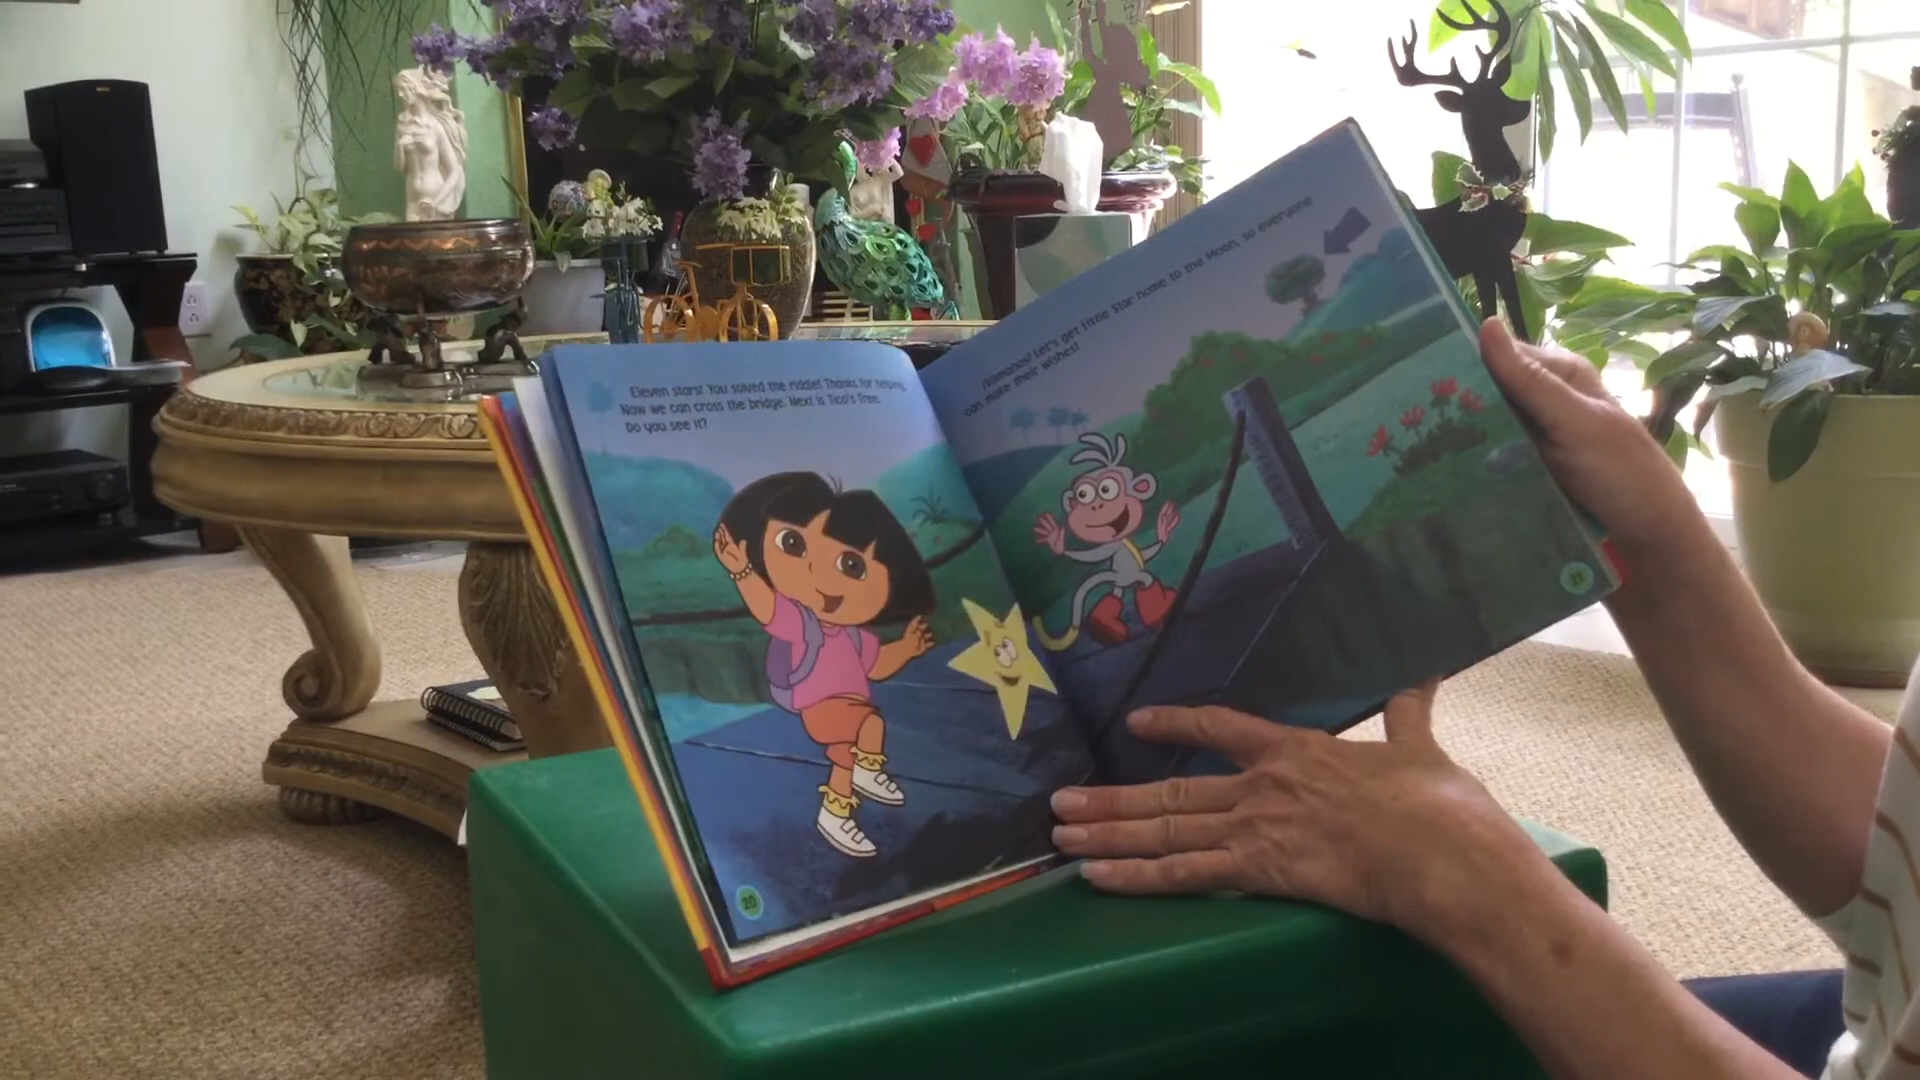 Eleven stars! You solved the riddle! Thanks for helping.
Now we can cross the bridge. Next is Tico's Tree.
Do you see it?
20
¡Vamonos! Let's get Little Star home to the Moon, so everyone
can make their wishes!
21